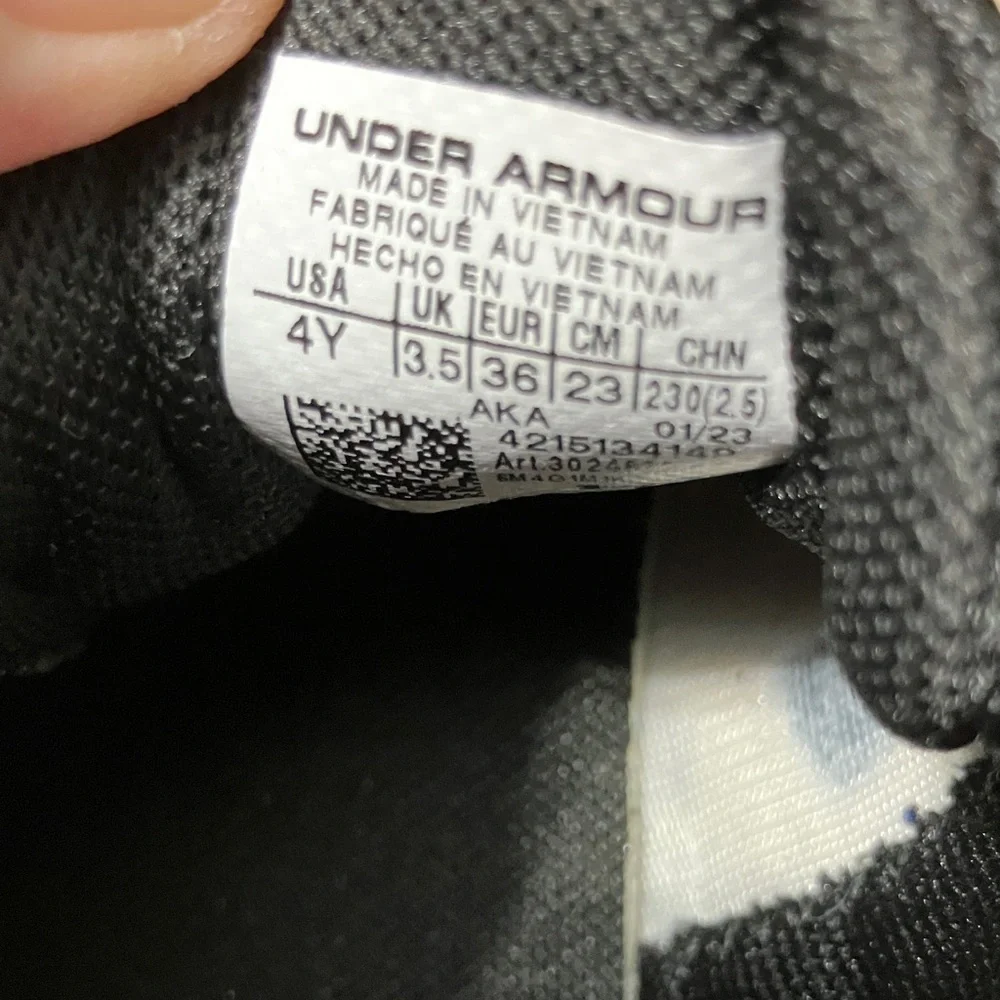 UNDER ARMOUR
MADE IN VIETNAM
FABRIQUÉ AU VIETNAM
HECHO EN VIETNAM
USA UK EUR CM CHN
4Y 3.5 36 23 230(2.5)
AKA 01/23
Art.